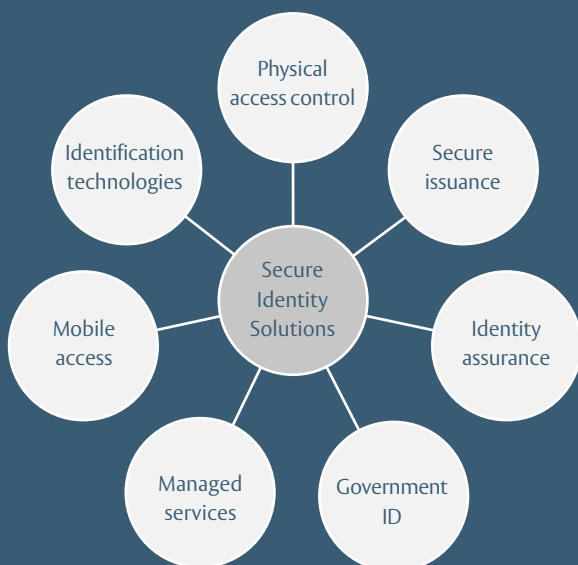 Physical
access control
Identification
technologies
Secure
issuance
Secure
Identity
Solutions
Mobile
access
Identity
assurance
Managed
services
Government
ID